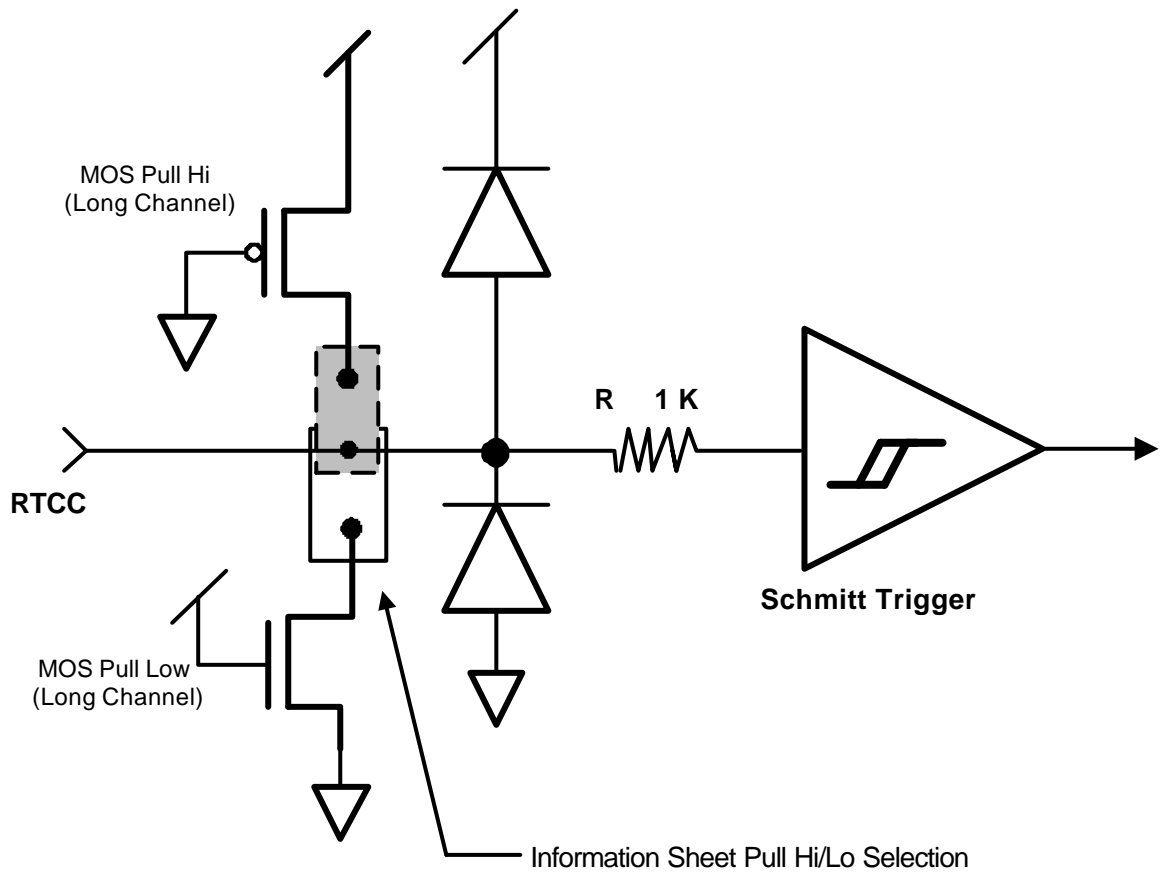 MOS Pull Hi
(Long Channel)
R 1 K
RTCC
Schmitt Trigger
MOS Pull Low
(Long Channel)
Information Sheet Pull Hi/Lo Selection